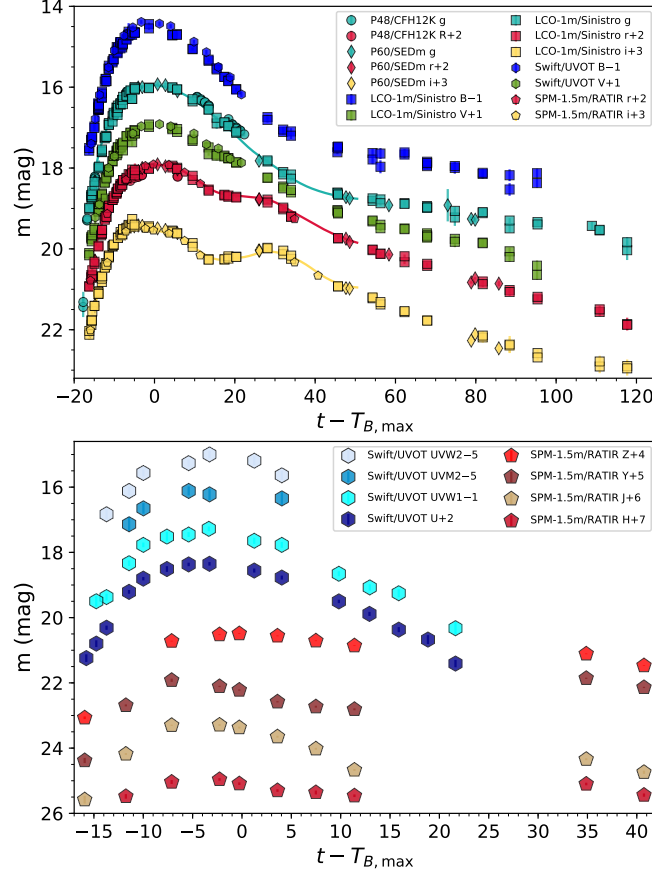 P48/CFH12K g
P48/CFH12K R+2
P60/SEDm g
P60/SEDm r+2
P60/SEDm i+3
LCO-1m/Sinistro B−1
LCO-1m/Sinistro V+1
LCO-1m/Sinistro g
LCO-1m/Sinistro r+2
LCO-1m/Sinistro i+3
Swift/UVOT B−1
Swift/UVOT V+1
SPM-1.5m/RATIR r+2
SPM-1.5m/RATIR i+3
14
16
18
20
22
m (mag)
−20 0 20 40 60 80 100 120
t − T_{B, max}
Swift/UVOT UVW2−5
Swift/UVOT UVM2−5
Swift/UVOT UVW1−1
Swift/UVOT U+2
SPM-1.5m/RATIR Z+4
SPM-1.5m/RATIR Y+5
SPM-1.5m/RATIR J+6
SPM-1.5m/RATIR H+7
16
18
20
22
24
26
m (mag)
−15 −10 −5 0 5 10 15 20 25 30 35 40
t − T_{B, max}